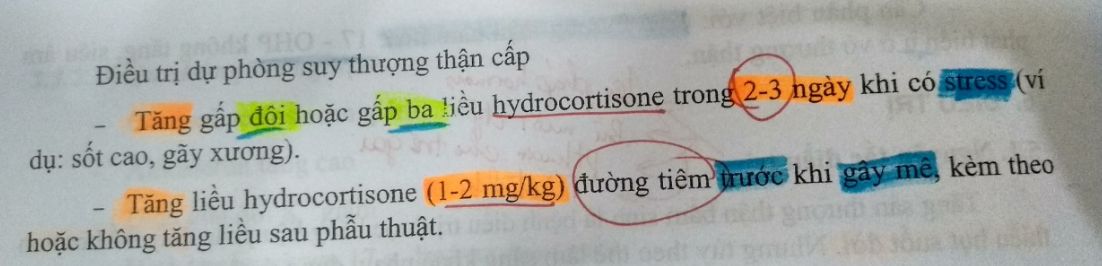 Điều trị dự phòng suy thượng thận cấp
– Tăng gấp đôi hoặc gấp ba liều hydrocortisone trong 2-3 ngày khi có stress (ví
dụ: sốt cao, gãy xương).
– Tăng liều hydrocortisone (1-2 mg/kg) đường tiêm trước khi gây mê, kèm theo
hoặc không tăng liều sau phẫu thuật.